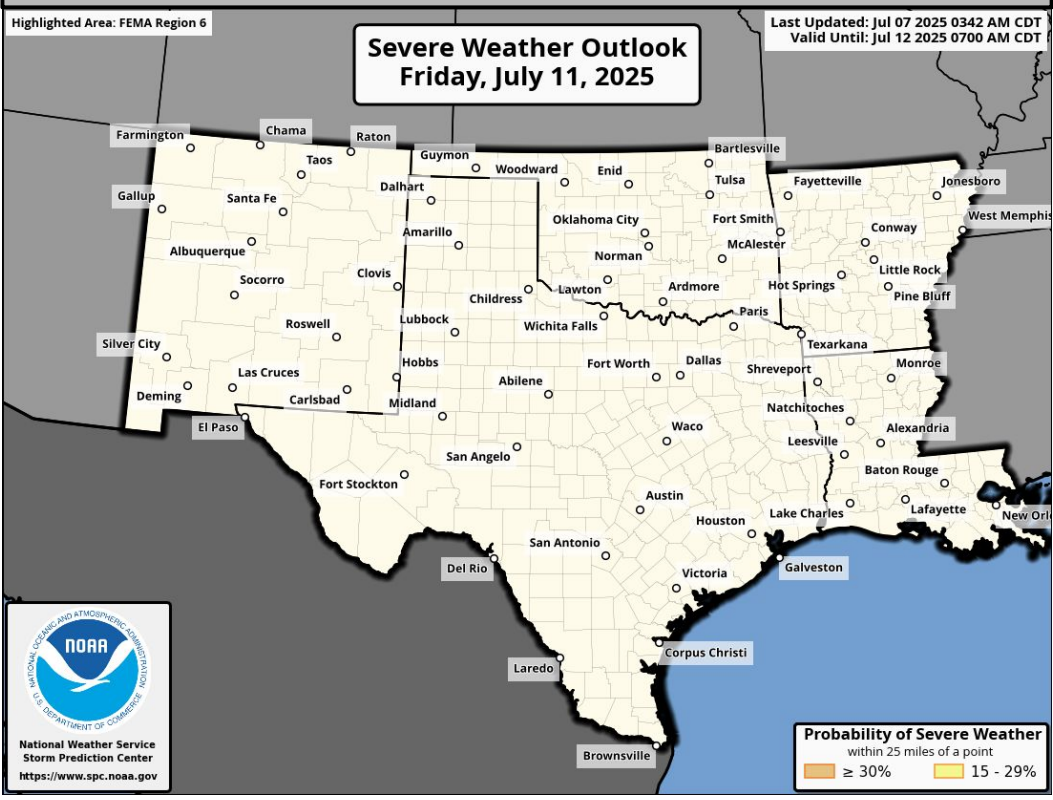 Highlighted Area: FEMA Region 6
Last Updated: Jul 07 2025 0342 AM CDT
Valid Until: Jul 12 2025 0700 AM CDT
Severe Weather Outlook
Friday, July 11, 2025
Farmington
Chama
Raton
Taos
Guymon
Woodward
Enid
Bartlesville
Tulsa
Fayetteville
Jonesboro
Gallup
Santa Fe
Dalhart
Oklahoma City
Fort Smith
West Memphis
Albuquerque
Amarillo
Norman
McAlester
Conway
Socorro
Clovis
Childress
Lawton
Ardmore
Hot Springs
Little Rock
Pine Bluff
Roswell
Lubbock
Wichita Falls
Paris
Texarkana
Silver City
Las Cruces
Hobbs
Fort Worth
Dallas
Shreveport
Monroe
Deming
Carlsbad
Midland
Abilene
Natchitoches
El Paso
Waco
Leesville
Alexandria
San Angelo
Fort Stockton
Baton Rouge
Austin
Houston
Lake Charles
Lafayette
New Orl
San Antonio
Del Rio
Galveston
Victoria
Laredo
Corpus Christi
Brownsville
NATIONAL OCEANIC AND ATMOSPHERIC ADMINISTRATION
NOAA
U.S. DEPARTMENT OF COMMERCE
National Weather Service
Storm Prediction Center
https://www.spc.noaa.gov
Probability of Severe Weather
within 25 miles of a point
≥ 30%
15 - 29%